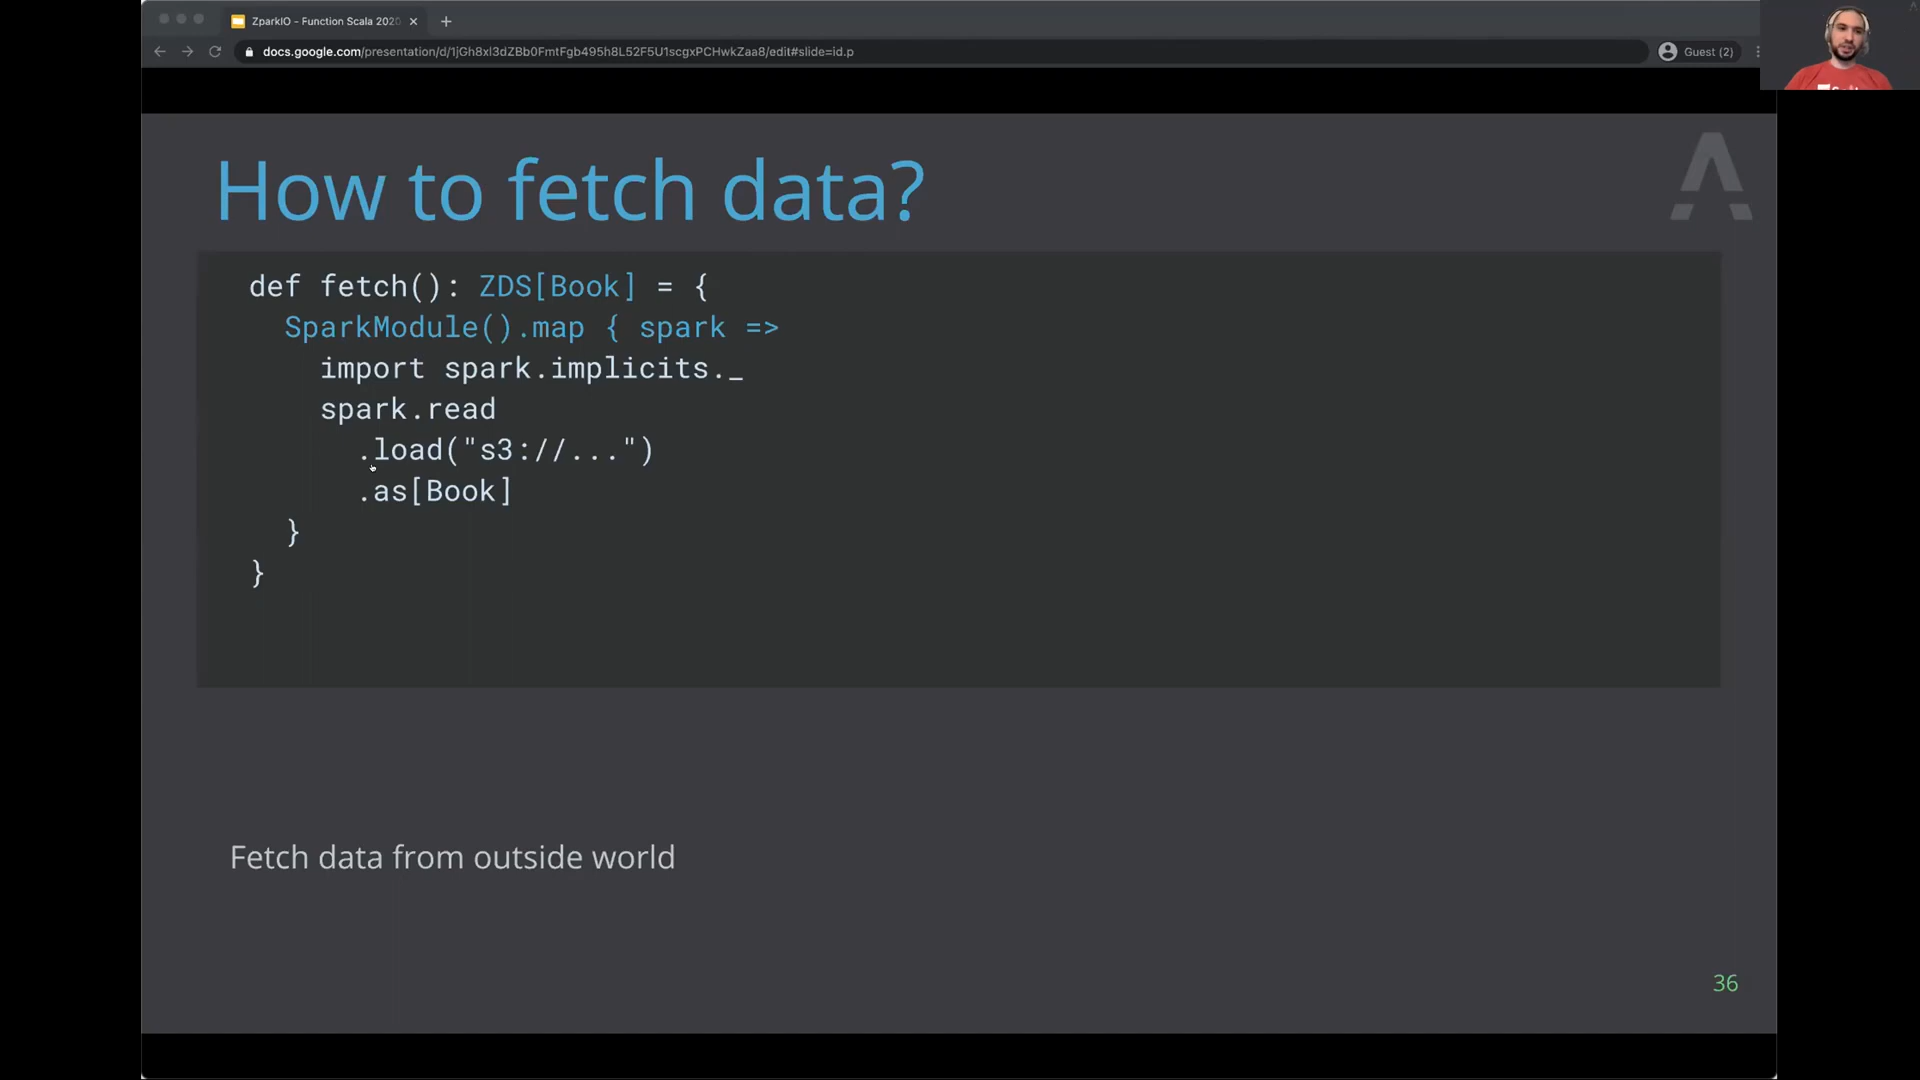 ZparkIO - Function Scala 2020
docs.google.com/presentation/d/1jGh8xl3dZBb0FmtFgb495h8L52F5U1scgxPCHwkZaa8/edit#slide=id.p
Guest (2)
How to fetch data?
def fetch(): ZDS[Book] = {
SparkModule().map { spark =>
import spark.implicits._
spark.read
.load("s3://...")
.as[Book]
}
}
Fetch data from outside world
36